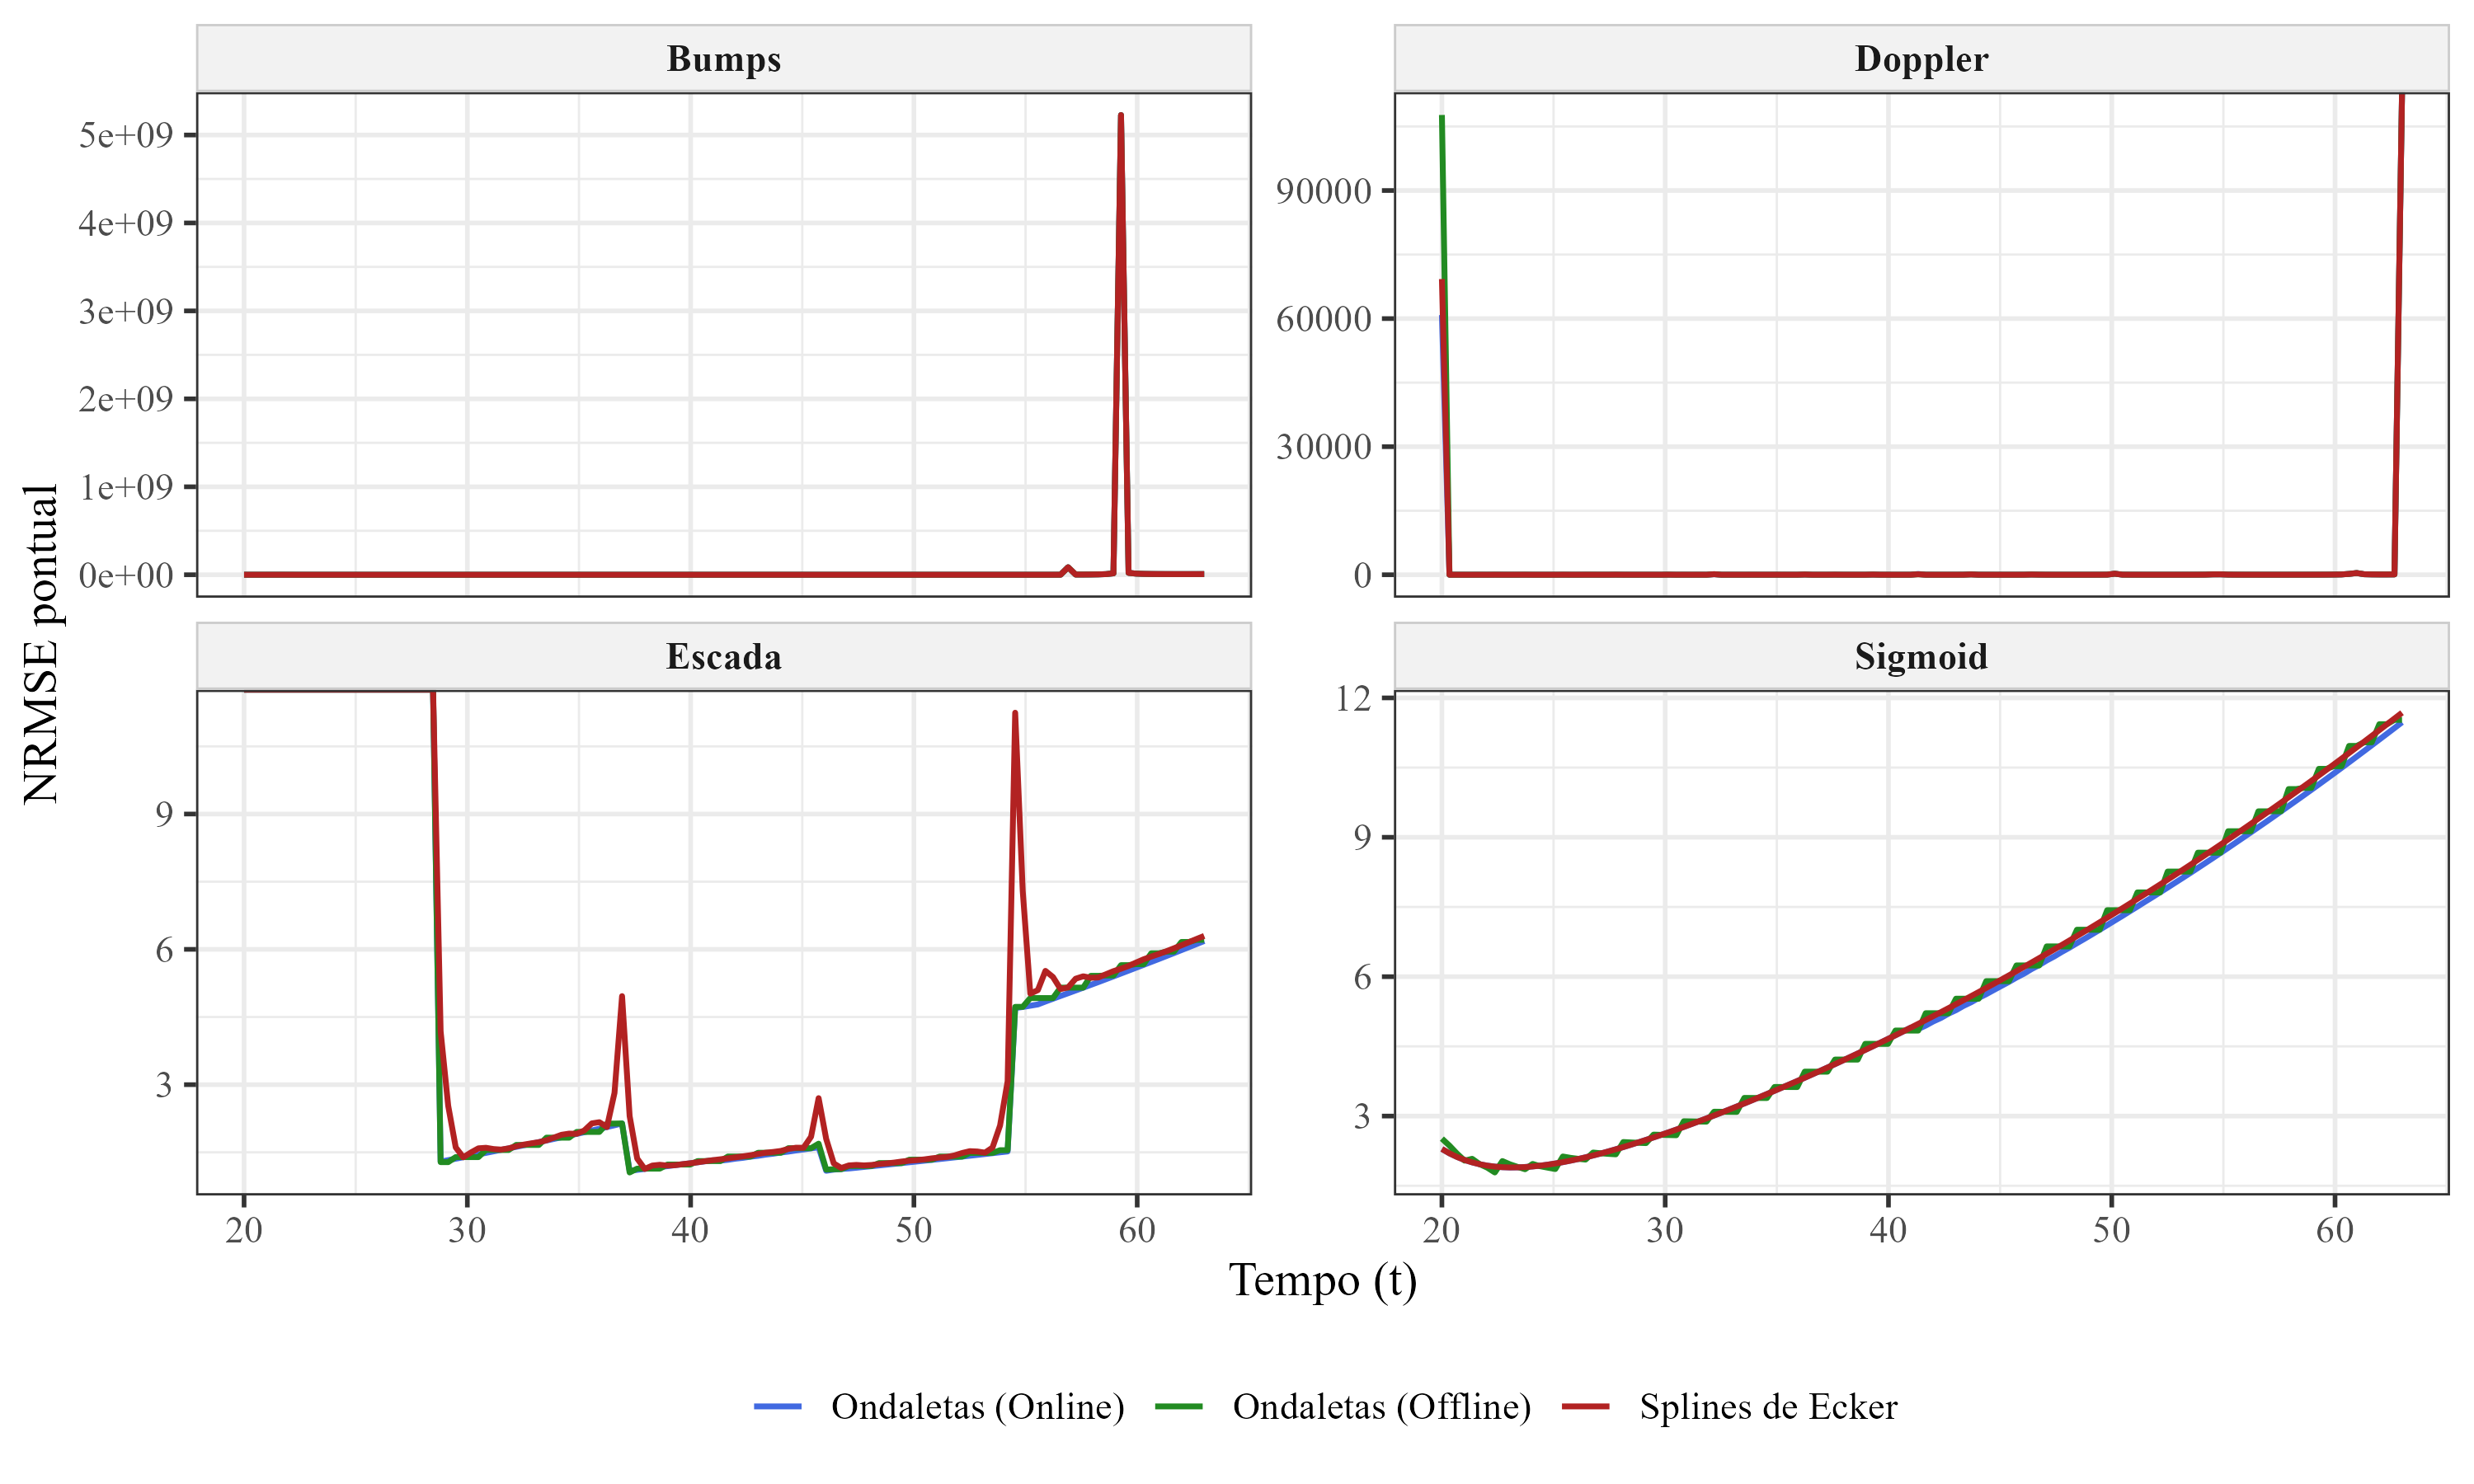 Bumps
Doppler
5e+09
4e+09
3e+09
2e+09
1e+09
0e+00
90000
60000
30000
0
NRMSE pontual
Escada
Sigmoid
9
6
3
12
9
6
3
20 30 40 50 60
20 30 40 50 60
Tempo (t)
Ondaletas (Online) Ondaletas (Offline) Splines de Ecker